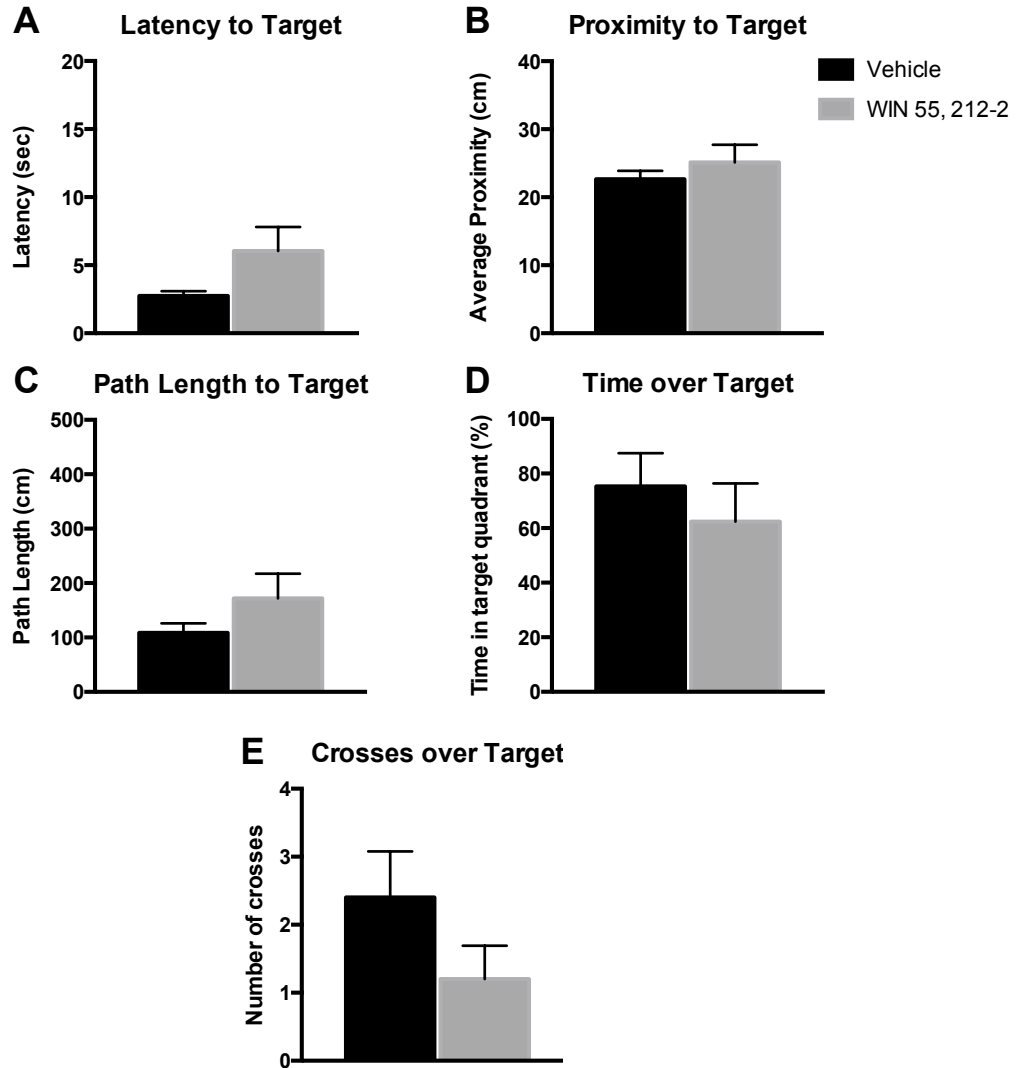 A Latency to Target
20
15
10
5
0
Latency (sec)
B Proximity to Target
40
30
20
10
0
Average Proximity (cm)
Vehicle
WIN 55, 212-2
C Path Length to Target
500
400
300
200
100
0
Path Length (cm)
D Time over Target
100
80
60
40
20
0
Time in target quadrant (%)
E Crosses over Target
4
3
2
1
0
Number of crosses